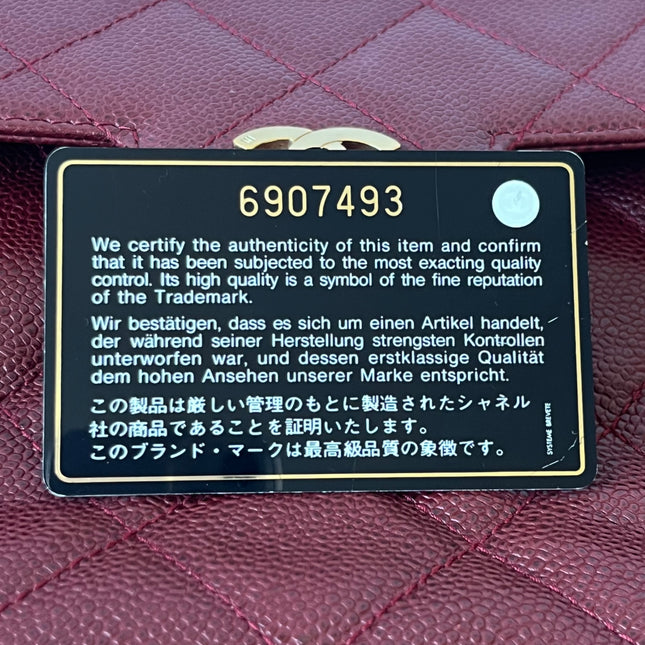 6907493
We certify the authenticity of this item and confirm
that it has been subjected to the most exacting quality
control. Its high quality is a symbol of the fine reputation
of the Trademark.
Wir bestätigen, dass es sich um einen Artikel handelt,
der während seiner Herstellung strengsten Kontrollen
unterworfen war, und dessen erstklassige Qualität
dem hohen Ansehen unserer Marke entspricht.
この製品は厳しい管理のもとに製造されたシャネル
社の商品であることを証明いたします。
このブランド・マークは最高級品質の象徴です。
SYSTEME BREVETE